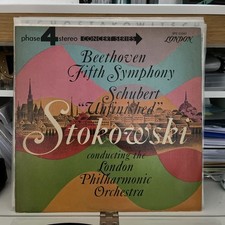 phase 4 stereo CONCERT SERIES
LONDON
Beethoven
Fifth Symphony
Schubert
"Unfinished"
Stokowski
conducting the
London
Philharmonic
Orchestra